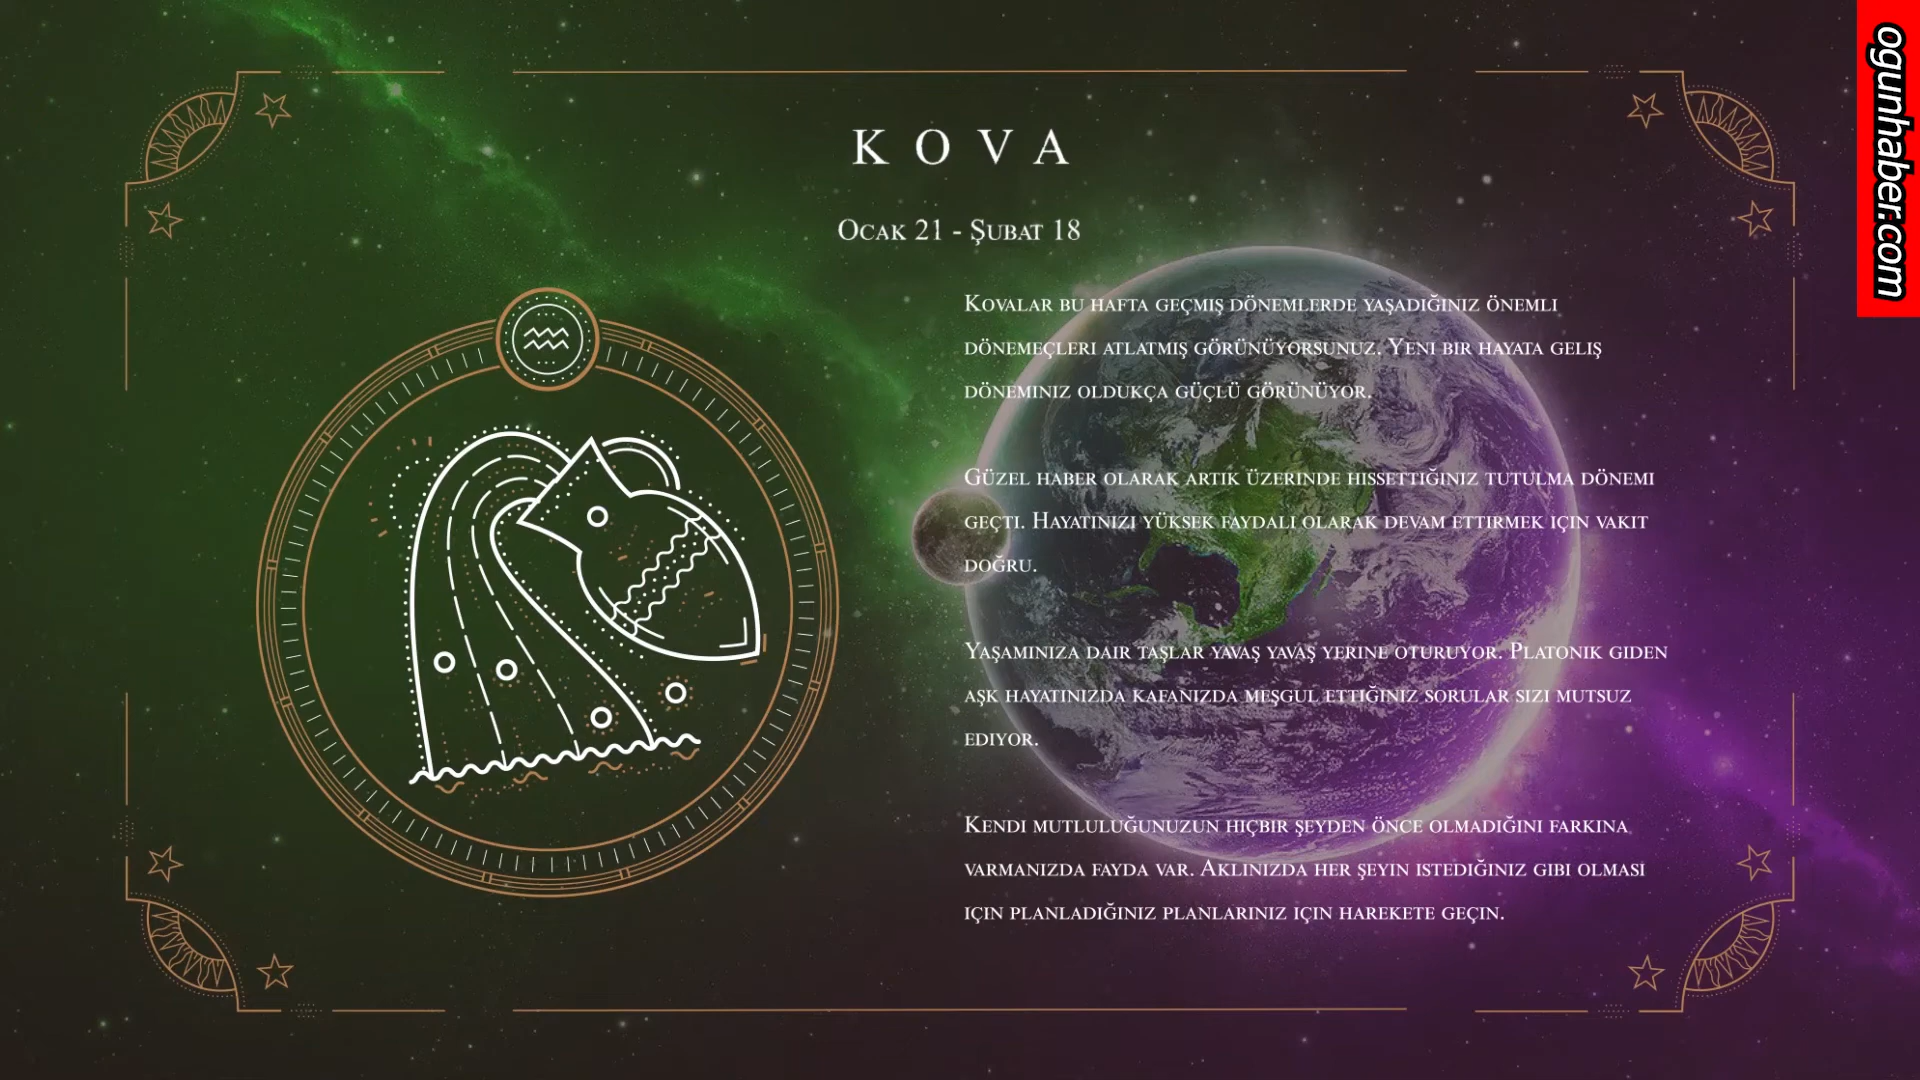 KOVA
Ocak 21 - Şubat 18
Kovalar bu hafta geçmiş dönemlerde yaşadığınız önemli
dönemeçleri atlatmış görünüyorsunuz. Yeni bir hayata geliş
döneminiz oldukça güçlü görünüyor.
Güzel haber olarak artık üzerinde hissettiğiniz tutulma dönemi
geçti. Hayatınızı yüksek faydalı olarak devam ettirmek için vakit
doğru.
Yaşamınıza dair taşlar yavaş yavaş yerine oturuyor. Platonik giden
aşk hayatınızda kafanızda meşgul ettiğiniz sorular sizi mutsuz
ediyor.
Kendi mutluluğunuzun hiçbir şeyden önce olmadığını farkına
varmanızda fayda var. Aklınızda her şeyin istediğiniz gibi olması
için planladığınız planlarınız için harekete geçin.
ogunhaber.com